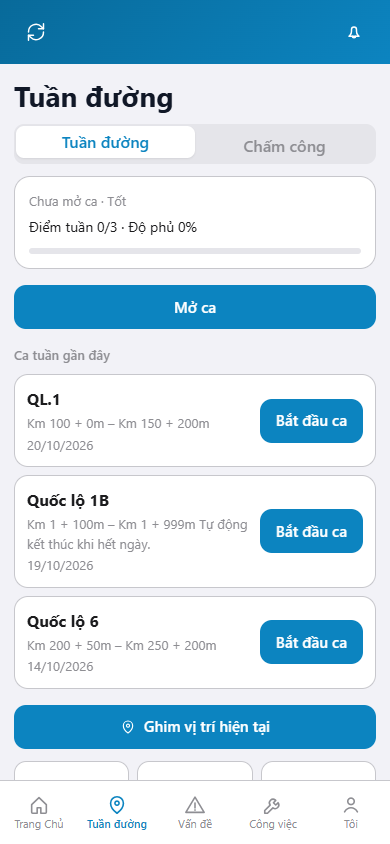 Tuần đường
Tuần đường
Chấm công
Chưa mở ca · Tốt
Điểm tuần 0/3 · Độ phủ 0%
Mở ca
Ca tuần gần đây
QL.1
Km 100 + 0m – Km 150 + 200m
20/10/2026
Bắt đầu ca
Quốc lộ 1B
Km 1 + 100m – Km 1 + 999m Tự động
kết thúc khi hết ngày.
19/10/2026
Bắt đầu ca
Quốc lộ 6
Km 200 + 50m – Km 250 + 200m
14/10/2026
Bắt đầu ca
Ghim vị trí hiện tại
Trang Chủ
Tuần đường
Vấn đề
Công việc
Tôi